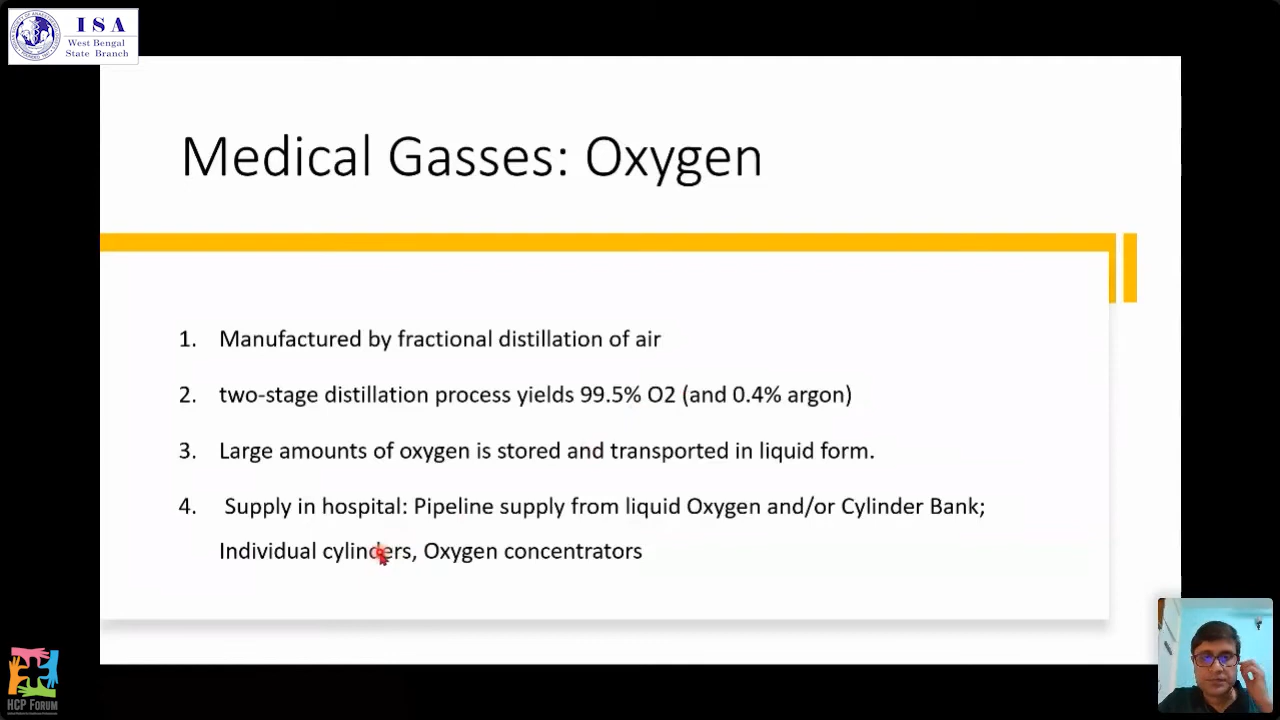 ISA
West Bengal
State Branch
Medical Gasses: Oxygen
1. Manufactured by fractional distillation of air
2. two-stage distillation process yields 99.5% O2 (and 0.4% argon)
3. Large amounts of oxygen is stored and transported in liquid form.
4. Supply in hospital: Pipeline supply from liquid Oxygen and/or Cylinder Bank;
Individual cylinders, Oxygen concentrators
HCP FORUM